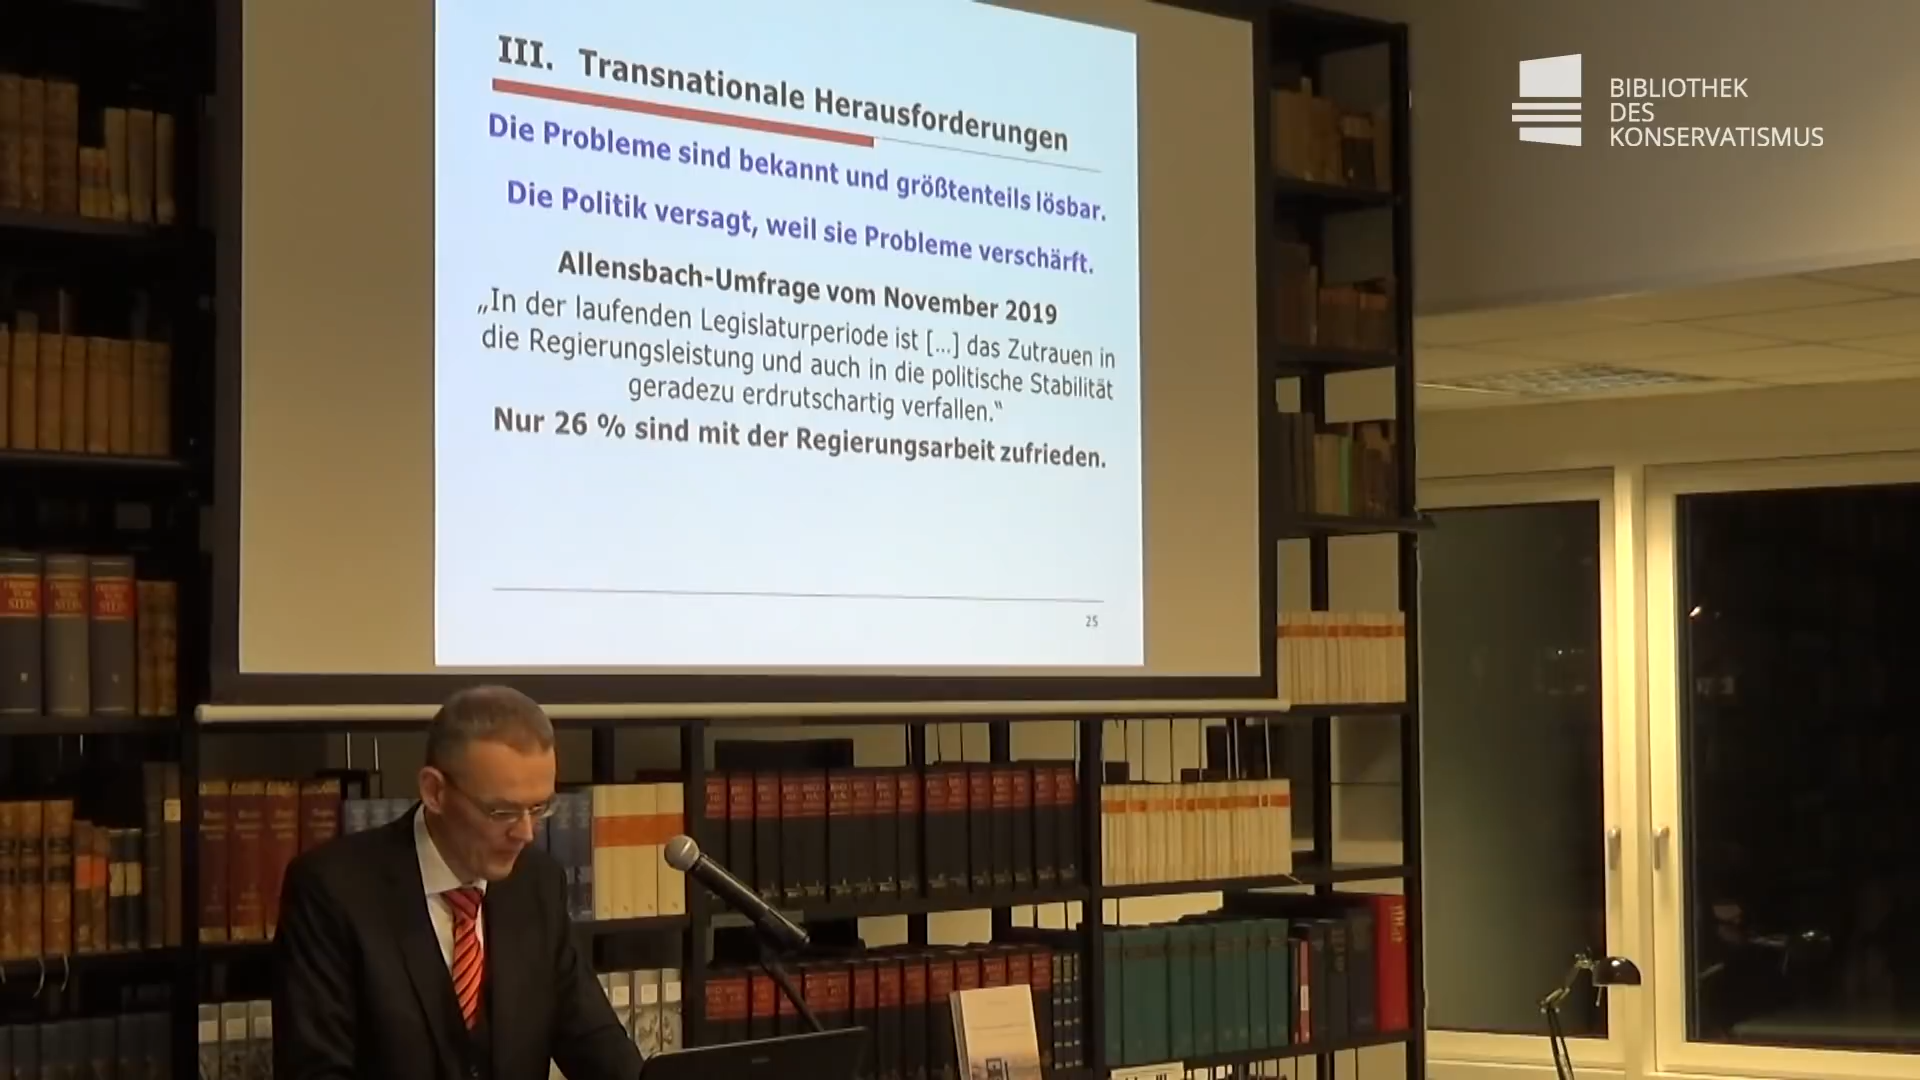 III. Transnationale Herausforderungen
Die Probleme sind bekannt und größtenteils lösbar.
Die Politik versagt, weil sie Probleme verschärft.
Allensbach-Umfrage vom November 2019
„In der laufenden Legislaturperiode ist [...] das Zutrauen in
die Regierungsleistung und auch in die politische Stabilität
geradezu erdrutschartig verfallen.“
Nur 26 % sind mit der Regierungsarbeit zufrieden.
25
BIBLIOTHEK
DES
KONSERVATISMUS